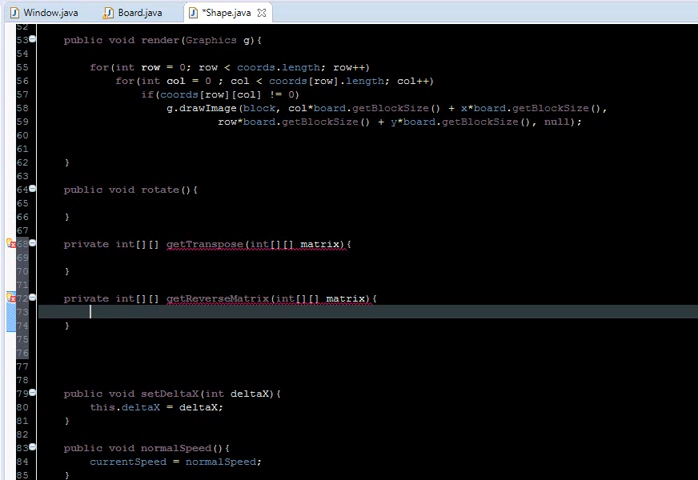 Window.java Board.java *Shape.java
52
53 public void render(Graphics g){
54
55 for(int row = 0; row < coords.length; row++)
56 for(int col = 0 ; col < coords[row].length; col++)
57 if(coords[row][col] != 0)
58 g.drawImage(block, col*board.getBlockSize() + x*board.getBlockSize(),
59 row*board.getBlockSize() + y*board.getBlockSize(), null);
60
61
62 }
63
64 public void rotate(){
65
66 }
67
68 private int[][] getTranspose(int[][] matrix){
69
70 }
71
72 private int[][] getReverseMatrix(int[][] matrix){
73
74 }
75
76
77
78
79 public void setDeltaX(int deltaX){
80 this.deltaX = deltaX;
81 }
82
83 public void normalSpeed(){
84 currentSpeed = normalSpeed;
85 }